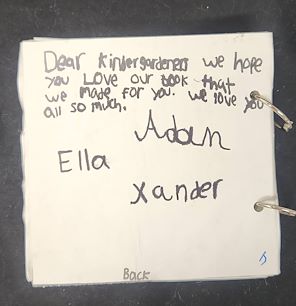 Dear Kindergardeners we hope
you Love our book that
we made for you. we love you
all so much.
Adan
Ella
Xander
Back